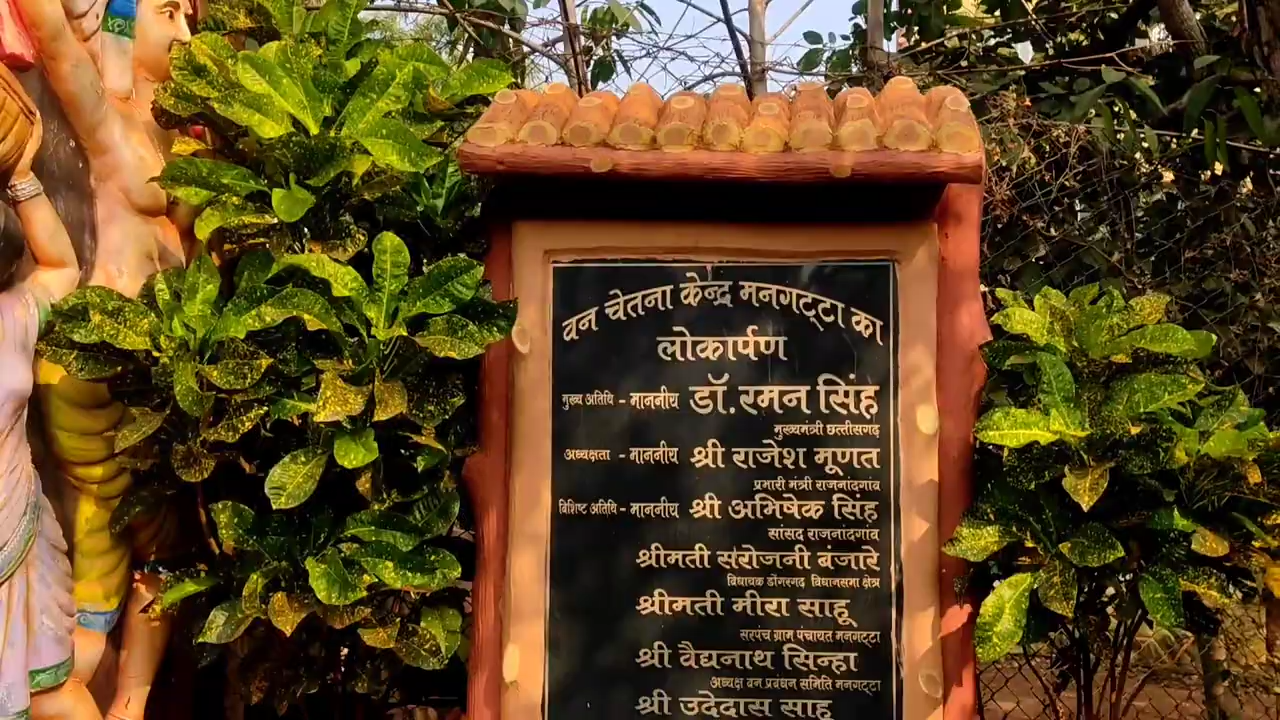 वन चेतना केन्द्र मनगट्टा का
लोकार्पण
मुख्य अतिथि - माननीय डॉ. रमन सिंह
मुख्यमंत्री छत्तीसगढ़
अध्यक्षता - माननीय श्री राजेश मूणत
प्रभारी मंत्री राजनांदगांव
विशिष्ट अतिथि - माननीय श्री अभिषेक सिंह
सांसद राजनांदगांव
श्रीमती सरोजनी बंजारे
विधायक डोंगरगढ़ विधानसभा क्षेत्र
श्रीमती मीरा साहू
सरपंच ग्राम पंचायत मनगट्टा
श्री वैद्यनाथ सिन्हा
अध्यक्ष वन प्रबंधन समिति मनगट्टा
श्री उदेदास साहू